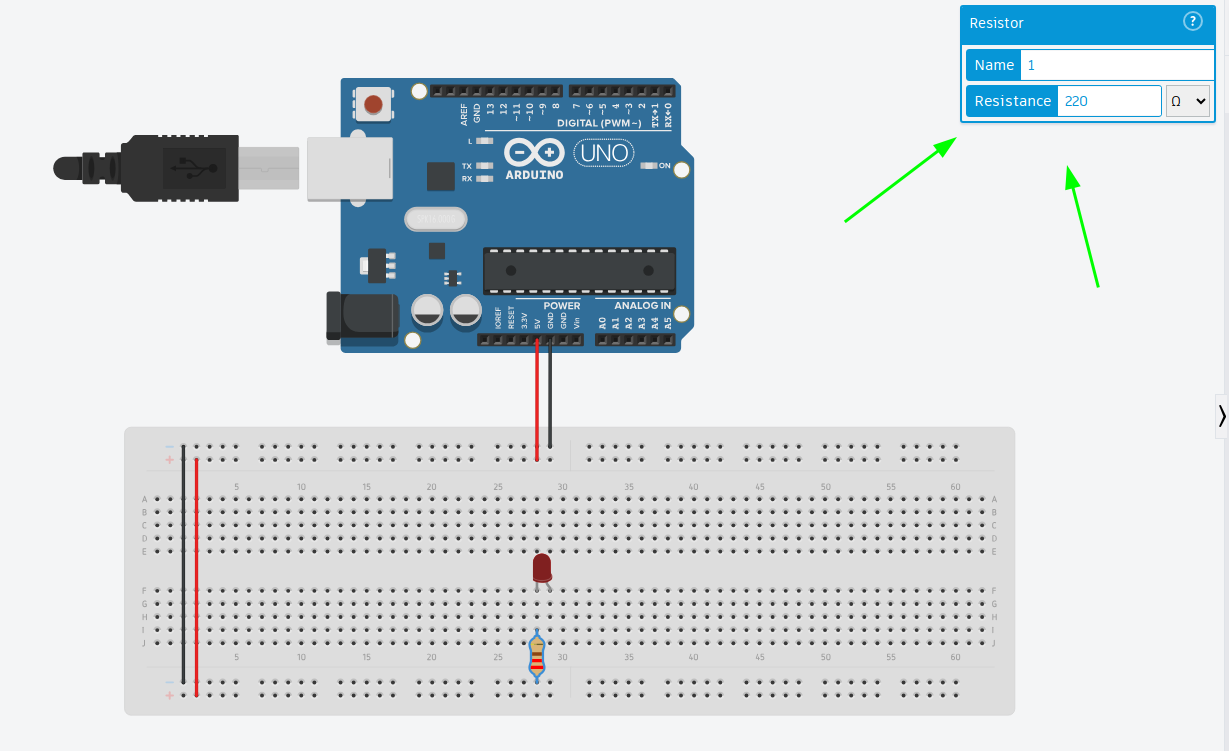 Resistor ?
Name 1
Resistance 220 Ω
AREF GND 13 12 ~11 ~10 ~9 8 7 ~6 ~5 4 ~3 2 TX→1 RX←0
DIGITAL (PWM~)
L
TX
RX
UNO
ON
ARDUINO
POWER ANALOG IN
IOREF RESET 3.3V 5V GND GND Vin A0 A1 A2 A3 A4 A5
−
+
5 10 15 20 25 30 35 40 45 50 55 60
A A
B B
C C
D D
E E
F F
G G
H H
I I
J J
5 10 15 20 25 30 35 40 45 50 55 60
−
+